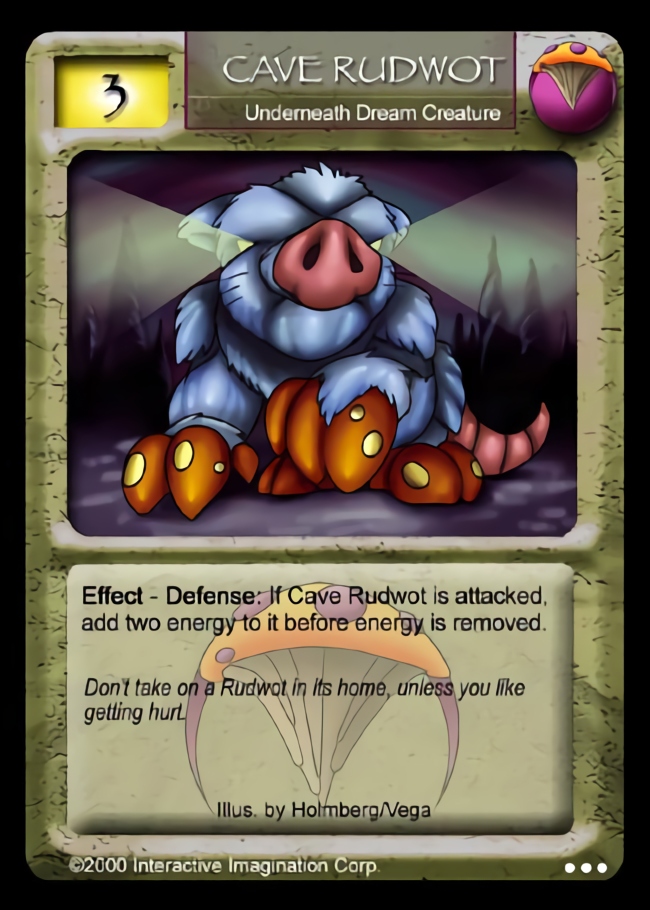 3
CAVE RUDWOT
Underneath Dream Creature
Effect - Defense: If Cave Rudwot is attacked,
add two energy to it before energy is removed.
Don't take on a Rudwot in its home, unless you like
getting hurt.
Illus. by Holmberg/Vega
©2000 Interactive Imagination Corp.